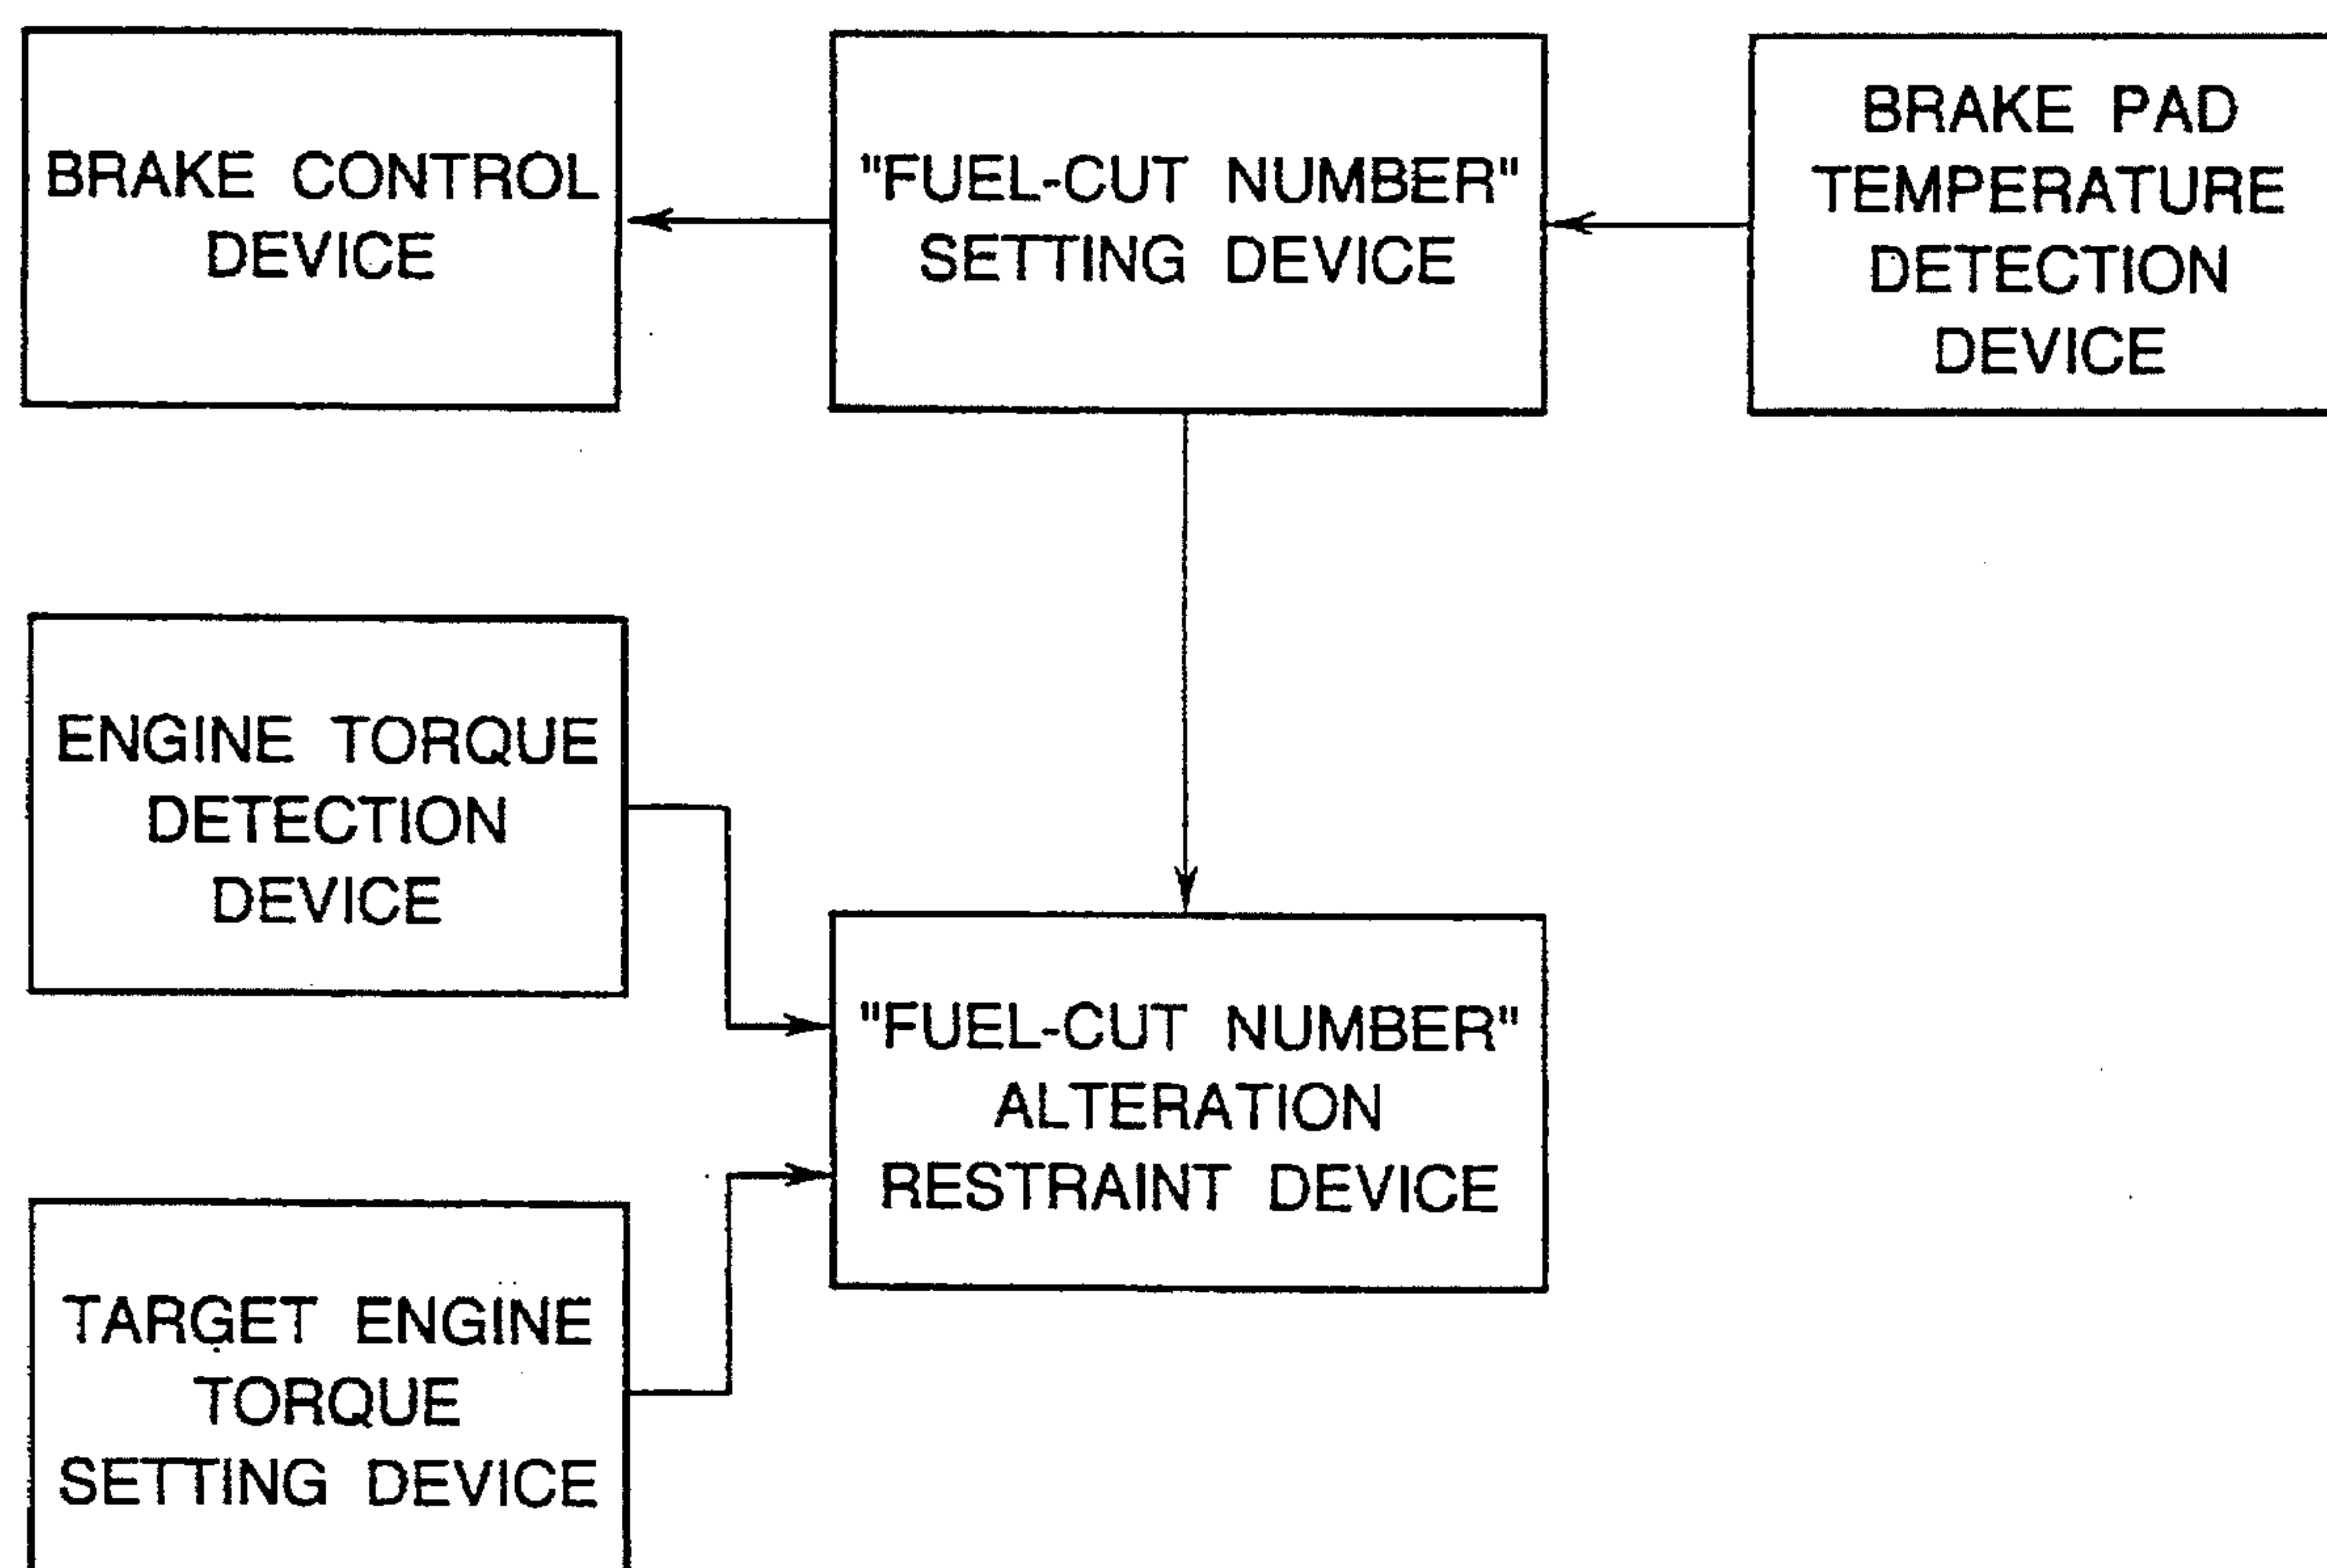 BRAKE CONTROL
DEVICE
"FUEL-CUT NUMBER"
SETTING DEVICE
BRAKE PAD
TEMPERATURE
DETECTION
DEVICE
ENGINE TORQUE
DETECTION
DEVICE
"FUEL-CUT NUMBER"
ALTERATION
RESTRAINT DEVICE
TARGET ENGINE
TORQUE
SETTING DEVICE